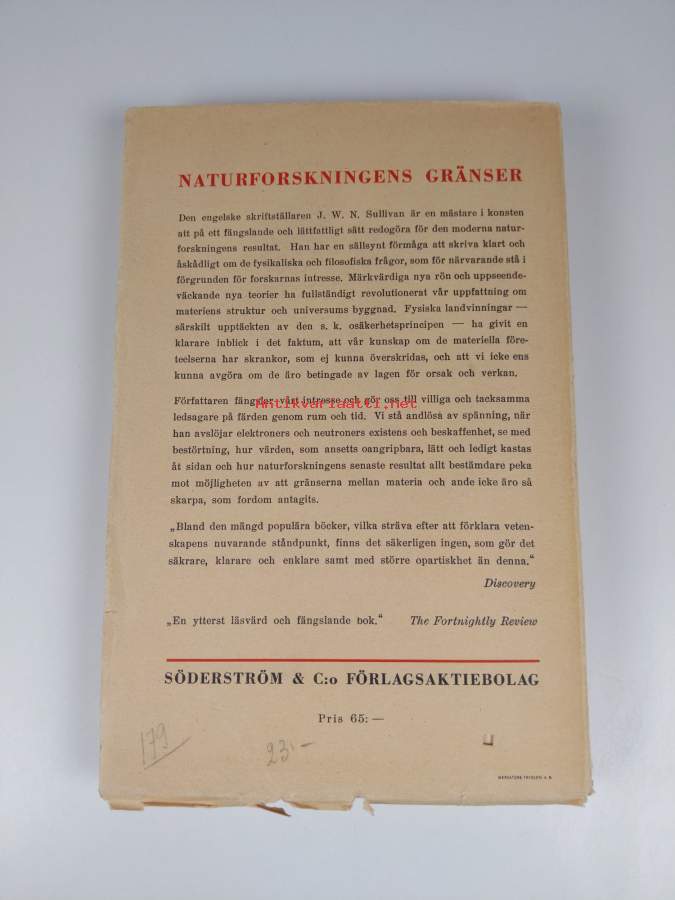 NATURFORSKNINGENS GRÄNSER
Den engelske skriftställaren J. W. N. Sullivan är en mästare i konsten
att på ett fängslande och lättfattligt sätt redogöra för den moderna natur-
forskningens resultat. Han har en sällsynt förmåga att skriva klart och
åskådligt om de fysikaliska och filosofiska frågor, som för närvarande stå i
förgrunden för forskarnas intresse. Märkvärdiga nya rön och uppseende-
väckande nya teorier ha fullständigt revolutionerat vår uppfattning om
materiens struktur och universums byggnad. Fysiska landvinningar —
särskilt upptäckten av den s. k. osäkerhetsprincipen — ha givit en
klarare inblick i det faktum, att vår kunskap om de materiella före-
teelserna har skrankor, som ej kunna överskridas, och att vi icke ens
kunna avgöra om de äro betingade av lagen för orsak och verkan.
Författaren fängslar vårt intresse och gör oss till villiga och tacksamma
Antikvariaatti.net
ledsagare på färden genom rum och tid. Vi stå andlösa av spänning, när
han avslöjar elektroners och neutroners existens och beskaffenhet, se med
bestörtning, hur värden, som ansetts oangripbara, lätt och ledigt kastas
åt sidan och hur naturforskningens senaste resultat allt bestämdare peka
mot möjligheten av att gränserna mellan materia och ande icke äro så
skarpa, som fordom antagits.
„Bland den mängd populära böcker, vilka sträva efter att förklara veten-
skapens nuvarande ståndpunkt, finns det säkerligen ingen, som gör det
säkrare, klarare och enklare samt med större opartiskhet än denna.“
Discovery
„En ytterst läsvärd och fängslande bok.“ The Fortnightly Review
SÖDERSTRÖM & C:o FÖRLAGSAKTIEBOLAG
Pris 65: —
179
23:-
MERCATORS TRYCKERI A. B.